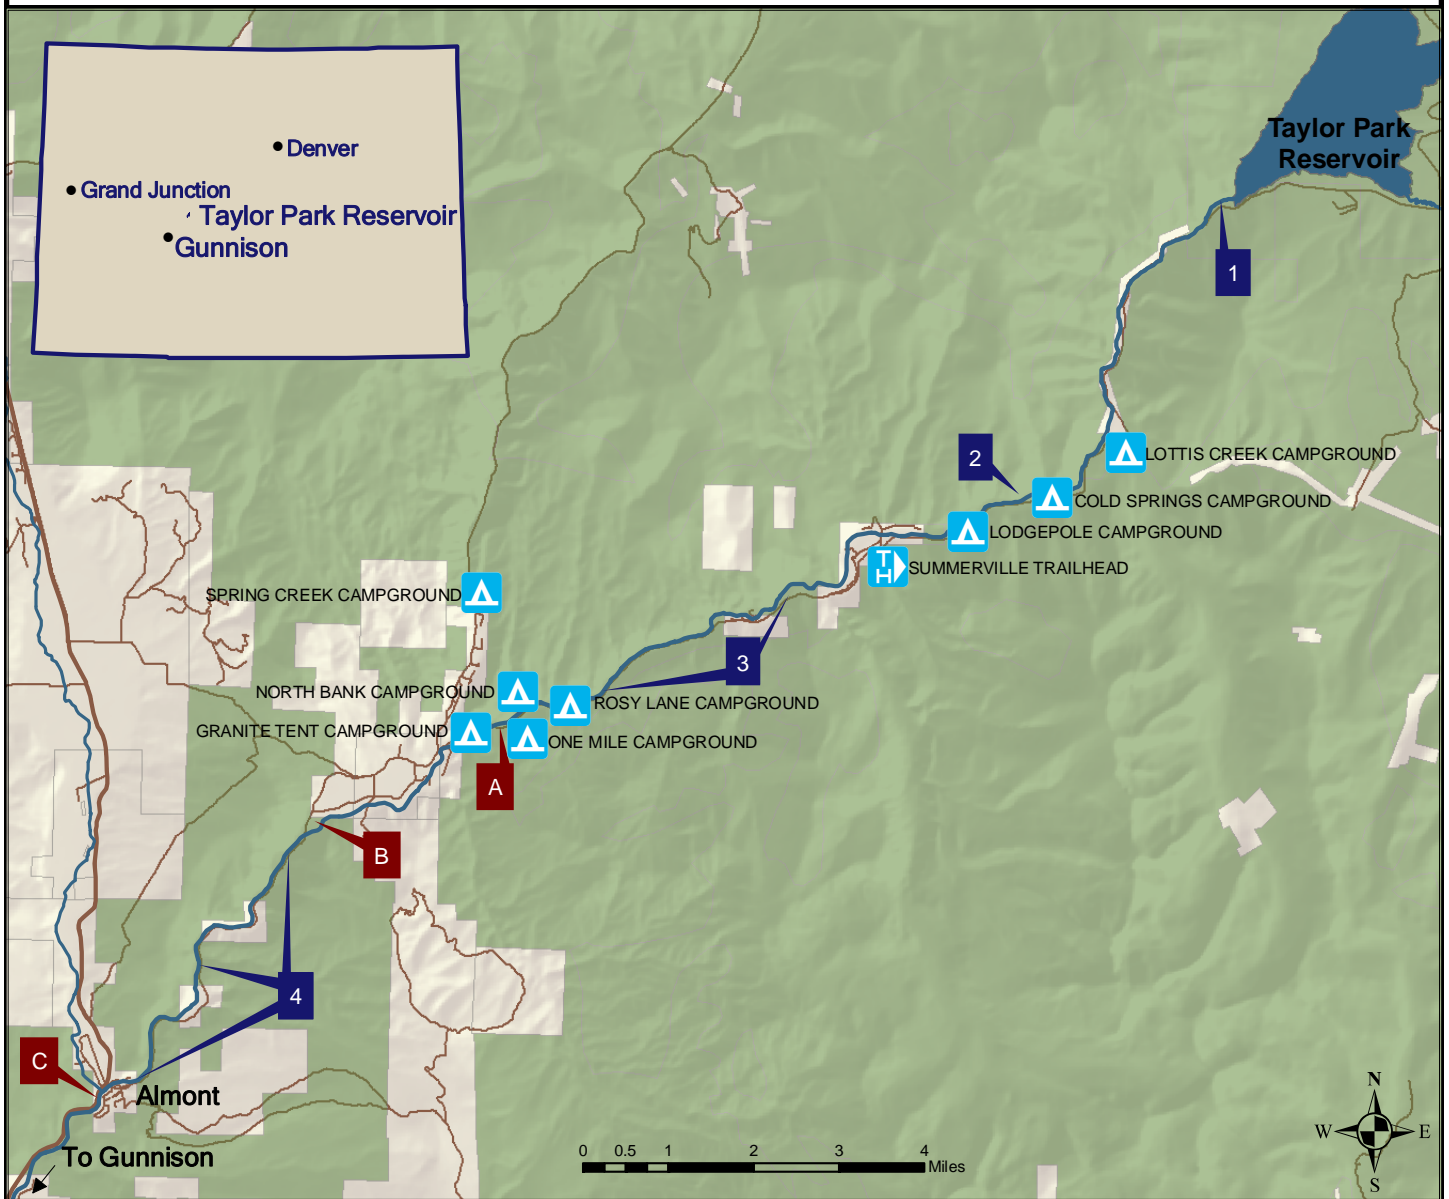 Denver
Grand Junction
Taylor Park Reservoir
Gunnison
Taylor Park
Reservoir
1
2
LOTTIS CREEK CAMPGROUND
COLD SPRINGS CAMPGROUND
LODGEPOLE CAMPGROUND
TH
SUMMERVILLE TRAILHEAD
SPRING CREEK CAMPGROUND
3
NORTH BANK CAMPGROUND
ROSY LANE CAMPGROUND
GRANITE TENT CAMPGROUND
ONE MILE CAMPGROUND
A
B
4
C
Almont
To Gunnison
0 0.5 1 2 3 4
Miles
N
W E
S